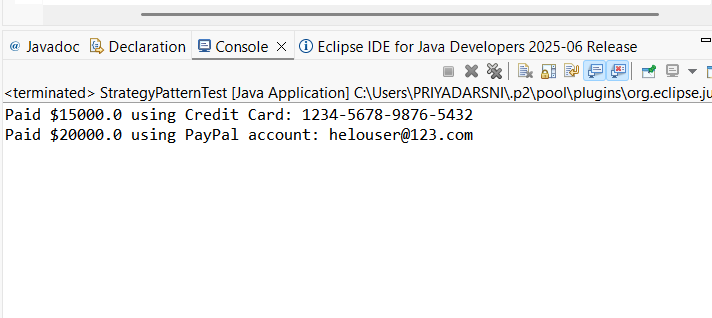 @ Javadoc Declaration Console Eclipse IDE for Java Developers 2025-06 Release
<terminated> StrategyPatternTest [Java Application] C:\Users\PRIYADARSNI\.p2\pool\plugins\org.eclipse.ju
Paid $15000.0 using Credit Card: 1234-5678-9876-5432
Paid $20000.0 using PayPal account: helouser@123.com